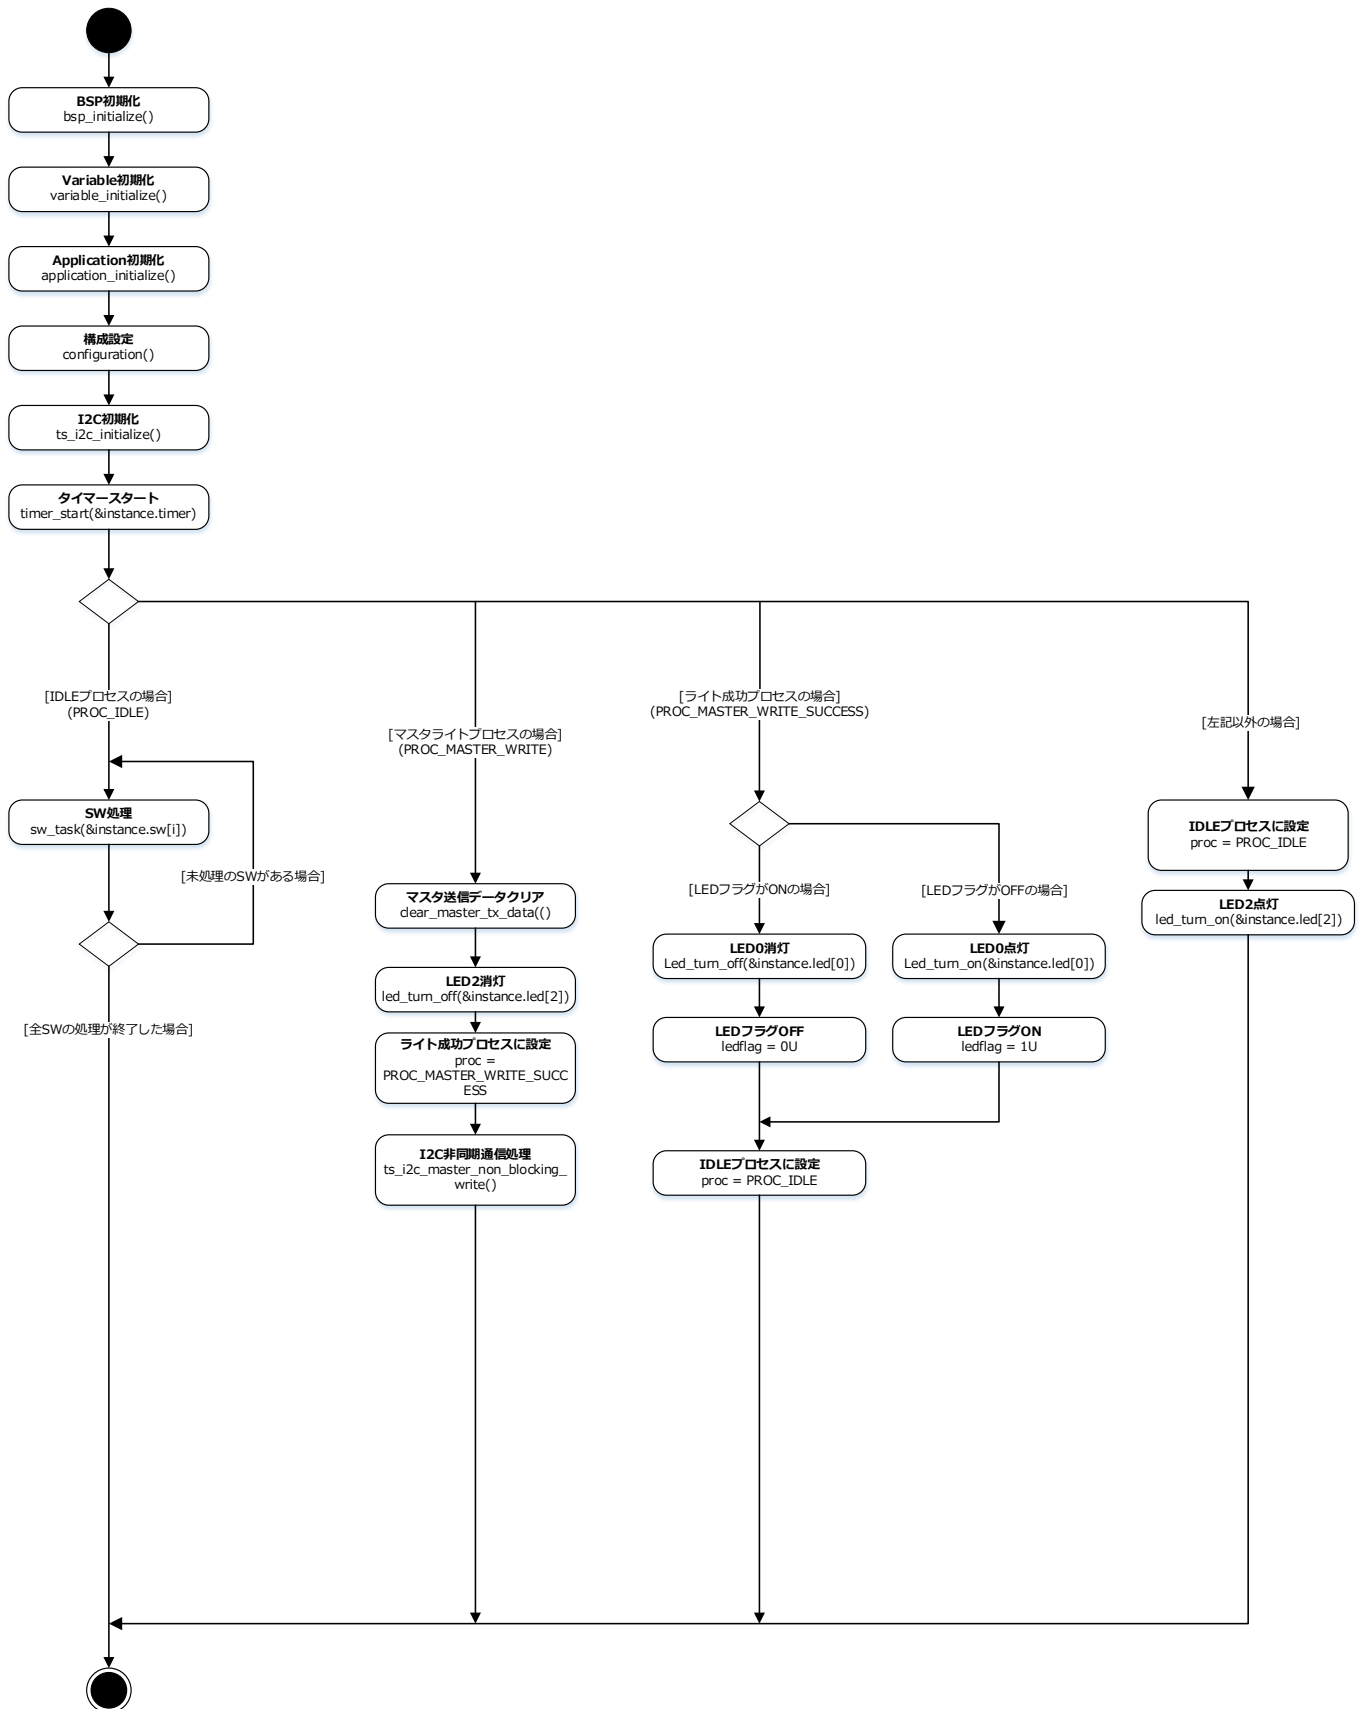 BSP初期化
bsp_initialize()
Variable初期化
variable_initialize()
Application初期化
application_initialize()
構成設定
configuration()
I2C初期化
ts_i2c_initialize()
タイマースタート
timer_start(&instance.timer)
[IDLEプロセスの場合]
(PROC_IDLE)
SW処理
sw_task(&instance.sw[i])
[未処理のSWがある場合]
[全SWの処理が終了した場合]
[マスタライトプロセスの場合]
(PROC_MASTER_WRITE)
マスタ送信データクリア
clear_master_tx_data(()
LED2消灯
led_turn_off(&instance.led[2])
ライト成功プロセスに設定
proc =
PROC_MASTER_WRITE_SUCC
ESS
I2C非同期通信処理
ts_i2c_master_non_blocking_
write()
[ライト成功プロセスの場合]
(PROC_MASTER_WRITE_SUCCESS)
[LEDフラグがONの場合]
LED0消灯
Led_turn_off(&instance.led[0])
LEDフラグOFF
ledflag = 0U
[LEDフラグがOFFの場合]
LED0点灯
Led_turn_on(&instance.led[0])
LEDフラグON
ledflag = 1U
IDLEプロセスに設定
proc = PROC_IDLE
[左記以外の場合]
IDLEプロセスに設定
proc = PROC_IDLE
LED2点灯
led_turn_on(&instance.led[2])